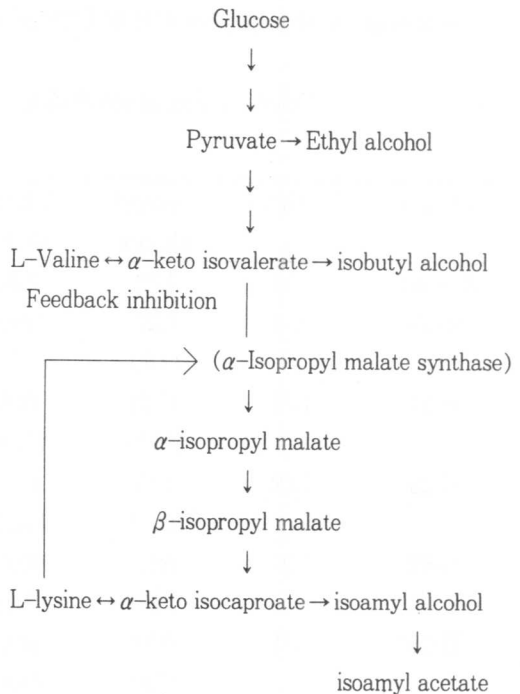 Glucose
↓
↓
Pyruvate → Ethyl alcohol
↓
↓
L-Valine ↔ α-keto isovalerate → isobutyl alcohol
Feedback inhibition
(α-Isopropyl malate synthase)
↓
α-isopropyl malate
↓
β-isopropyl malate
↓
L-lysine ↔ α-keto isocaproate → isoamyl alcohol
↓
isoamyl acetate